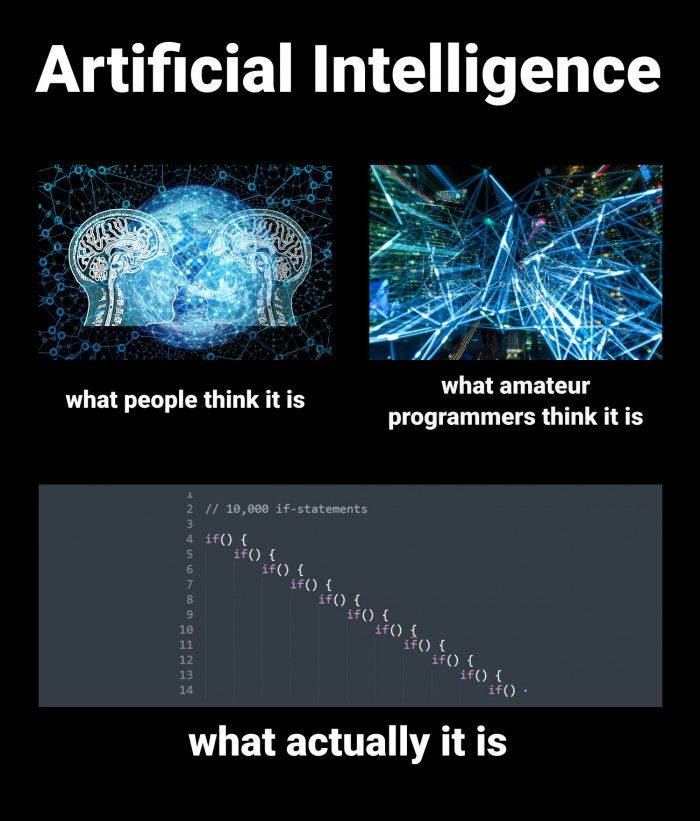 Artificial Intelligence
what people think it is
what amateur
programmers think it is
1
2 // 10,000 if-statements
3
4 if() {
5 if() {
6 if() {
7 if() {
8 if() {
9 if() {
10 if() {
11 if() {
12 if() {
13 if() {
14 if()
what actually it is